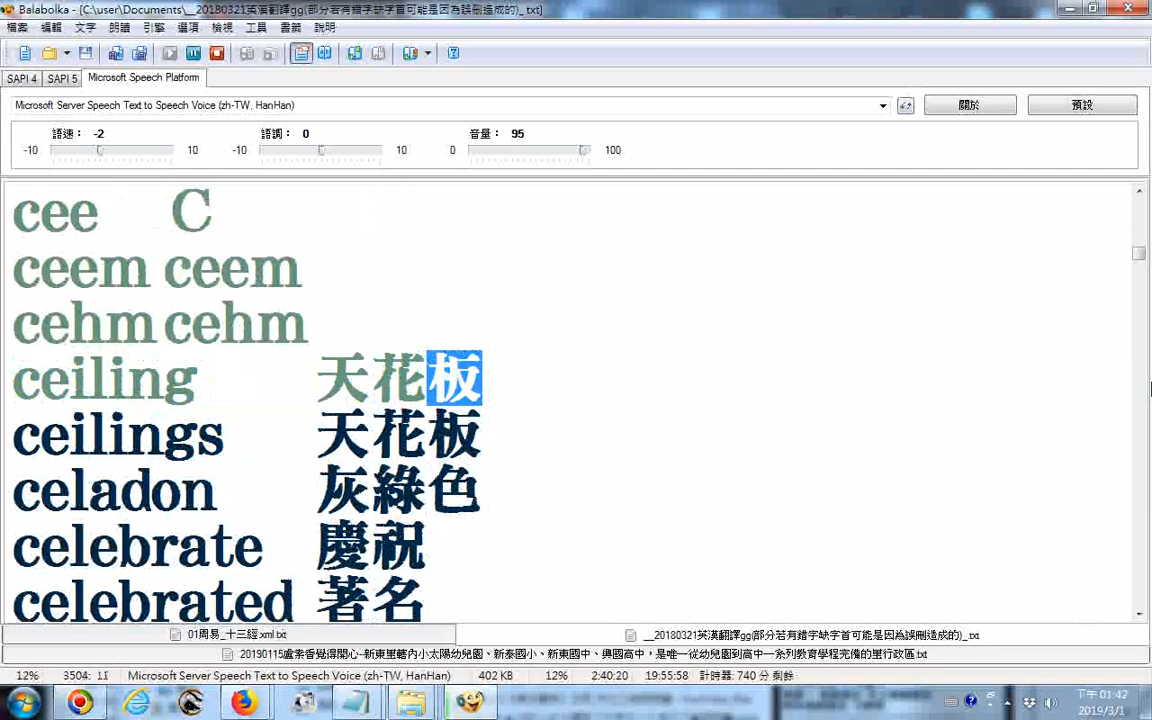 Balabolka - [C:\user\Documents\__20180321英漢翻譯gg(部分若有錯字缺字首可能是因為誤刪造成的)_.txt]
檔案 編輯 文字 朗讀 引擎 選項 檢視 工具 書籤 說明
SAPI 4 SAPI 5 Microsoft Speech Platform
Microsoft Server Speech Text to Speech Voice (zh-TW, HanHan) 關於 預設
語速： -2 語調： 0 音量： 95
-10 10 -10 10 0 100
cee C
ceem ceem
cehm cehm
ceiling 天花板
ceilings 天花板
celadon 灰綠色
celebrate 慶祝
celebrated 著名
01周易_十三經.xml.txt __20180321英漢翻譯gg(部分若有錯字缺字首可能是因為誤刪造成的)_.txt
20190115盧素香覺得開心--新東里轄內小太陽幼兒園、新泰國小、新東國中、興國高中，是唯一從幼兒園到高中一系列教育學程完備的里行政區.txt
12% 3504: 11 Microsoft Server Speech Text to Speech Voice (zh-TW, HanHan) 402 KB 12% 2:40:20 19:55:58 計時器: 740 分 剩餘
下午 01:42
2019/3/1